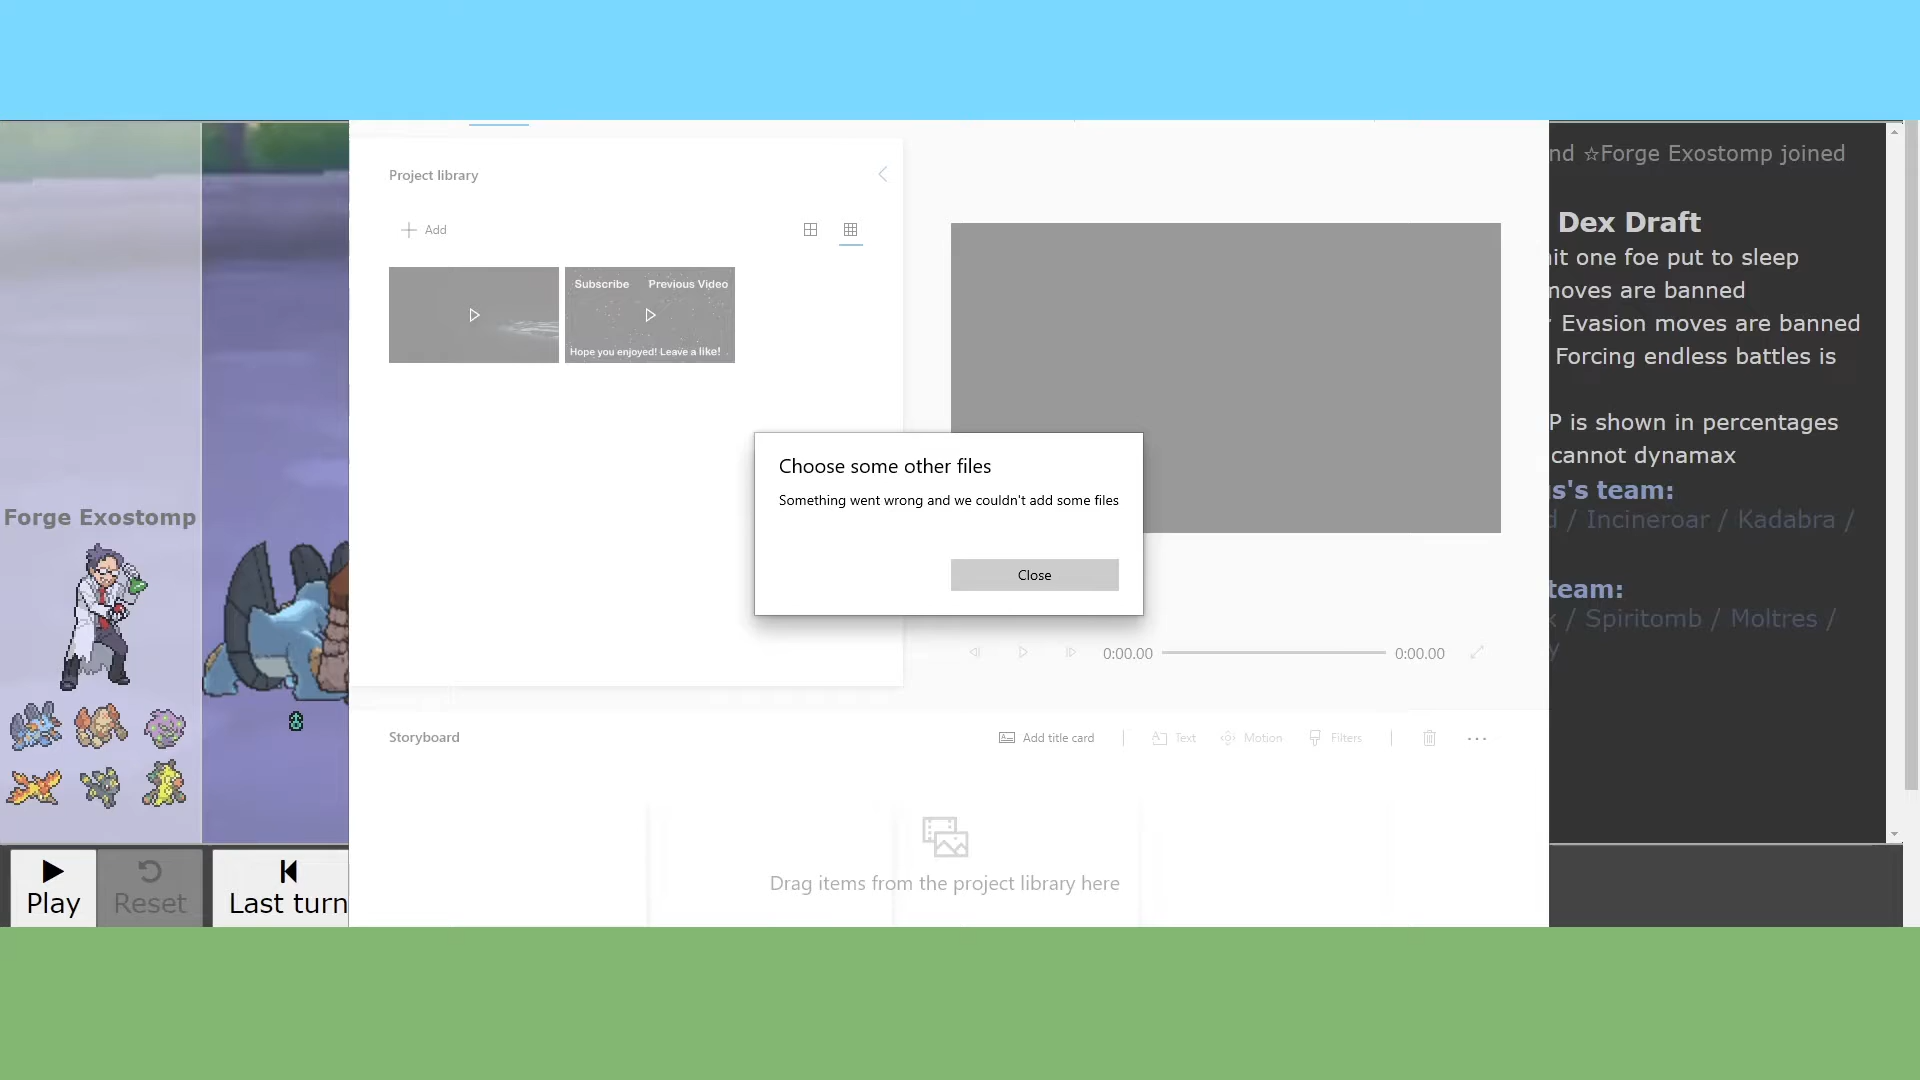 Project library
Add
Subscribe Previous Video
Hope you enjoyed! Leave a like!
Choose some other files
Something went wrong and we couldn't add some files
Close
0:00.00
0:00.00
Storyboard
Add title card
Text
Motion
Filters
Drag items from the project library here
Forge Exostomp
Play
Reset
Last turn
nd ☆Forge Exostomp joined
Dex Draft
it one foe put to sleep
moves are banned
Evasion moves are banned
Forcing endless battles is
P is shown in percentages
cannot dynamax
s's team:
d / Incineroar / Kadabra /
team:
/ Spiritomb / Moltres /
y